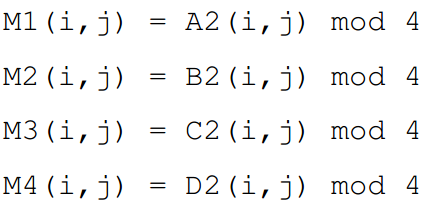 M1(i,j) = A2(i,j) mod 4
M2(i,j) = B2(i,j) mod 4
M3(i,j) = C2(i,j) mod 4
M4(i,j) = D2(i,j) mod 4